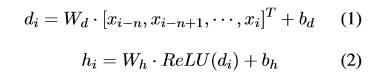 d_i = W_d · [x_{i−n}, x_{i−n+1}, ⋯, x_i]^T + b_d (1)
h_i = W_h · ReLU(d_i) + b_h (2)